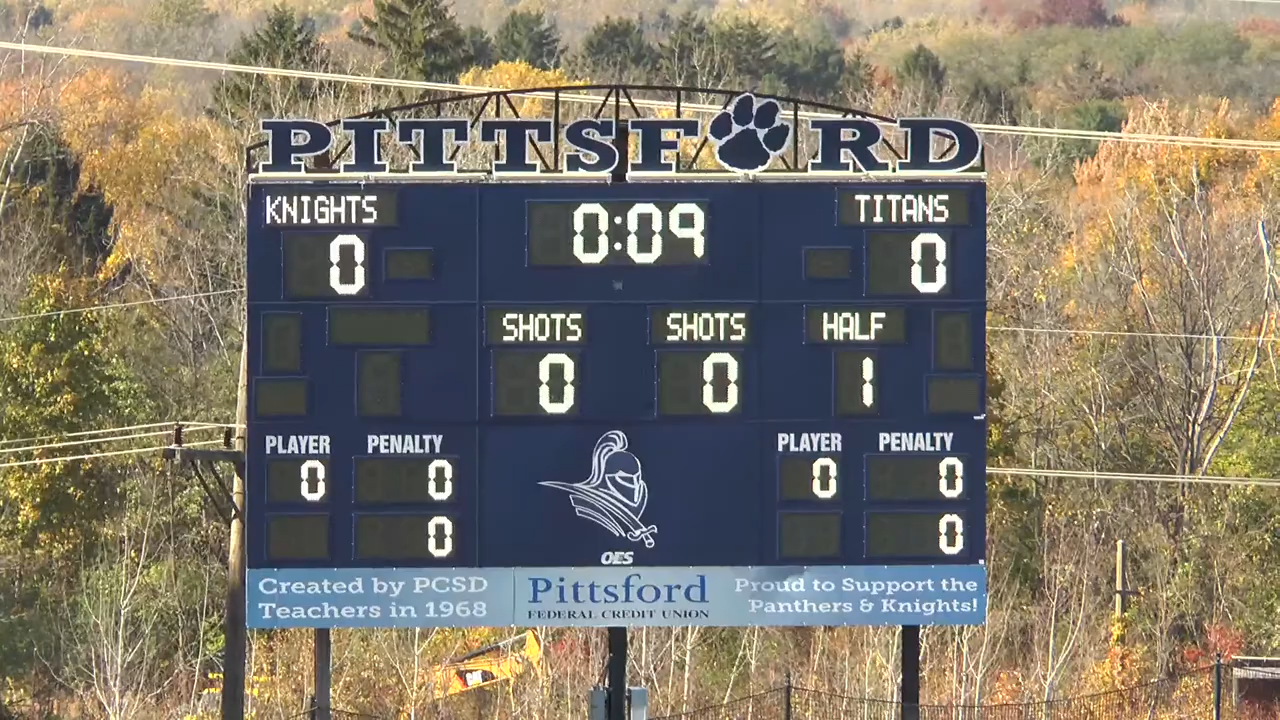 PITTSF RD
KNIGHTS 0:09 TITANS
0 0
SHOTS SHOTS HALF
0 0 1
PLAYER PENALTY PLAYER PENALTY
0 0 0 0
0 0
OES
Created by PCSD
Teachers in 1968
Pittsford
FEDERAL CREDIT UNION
Proud to Support the
Panthers & Knights!